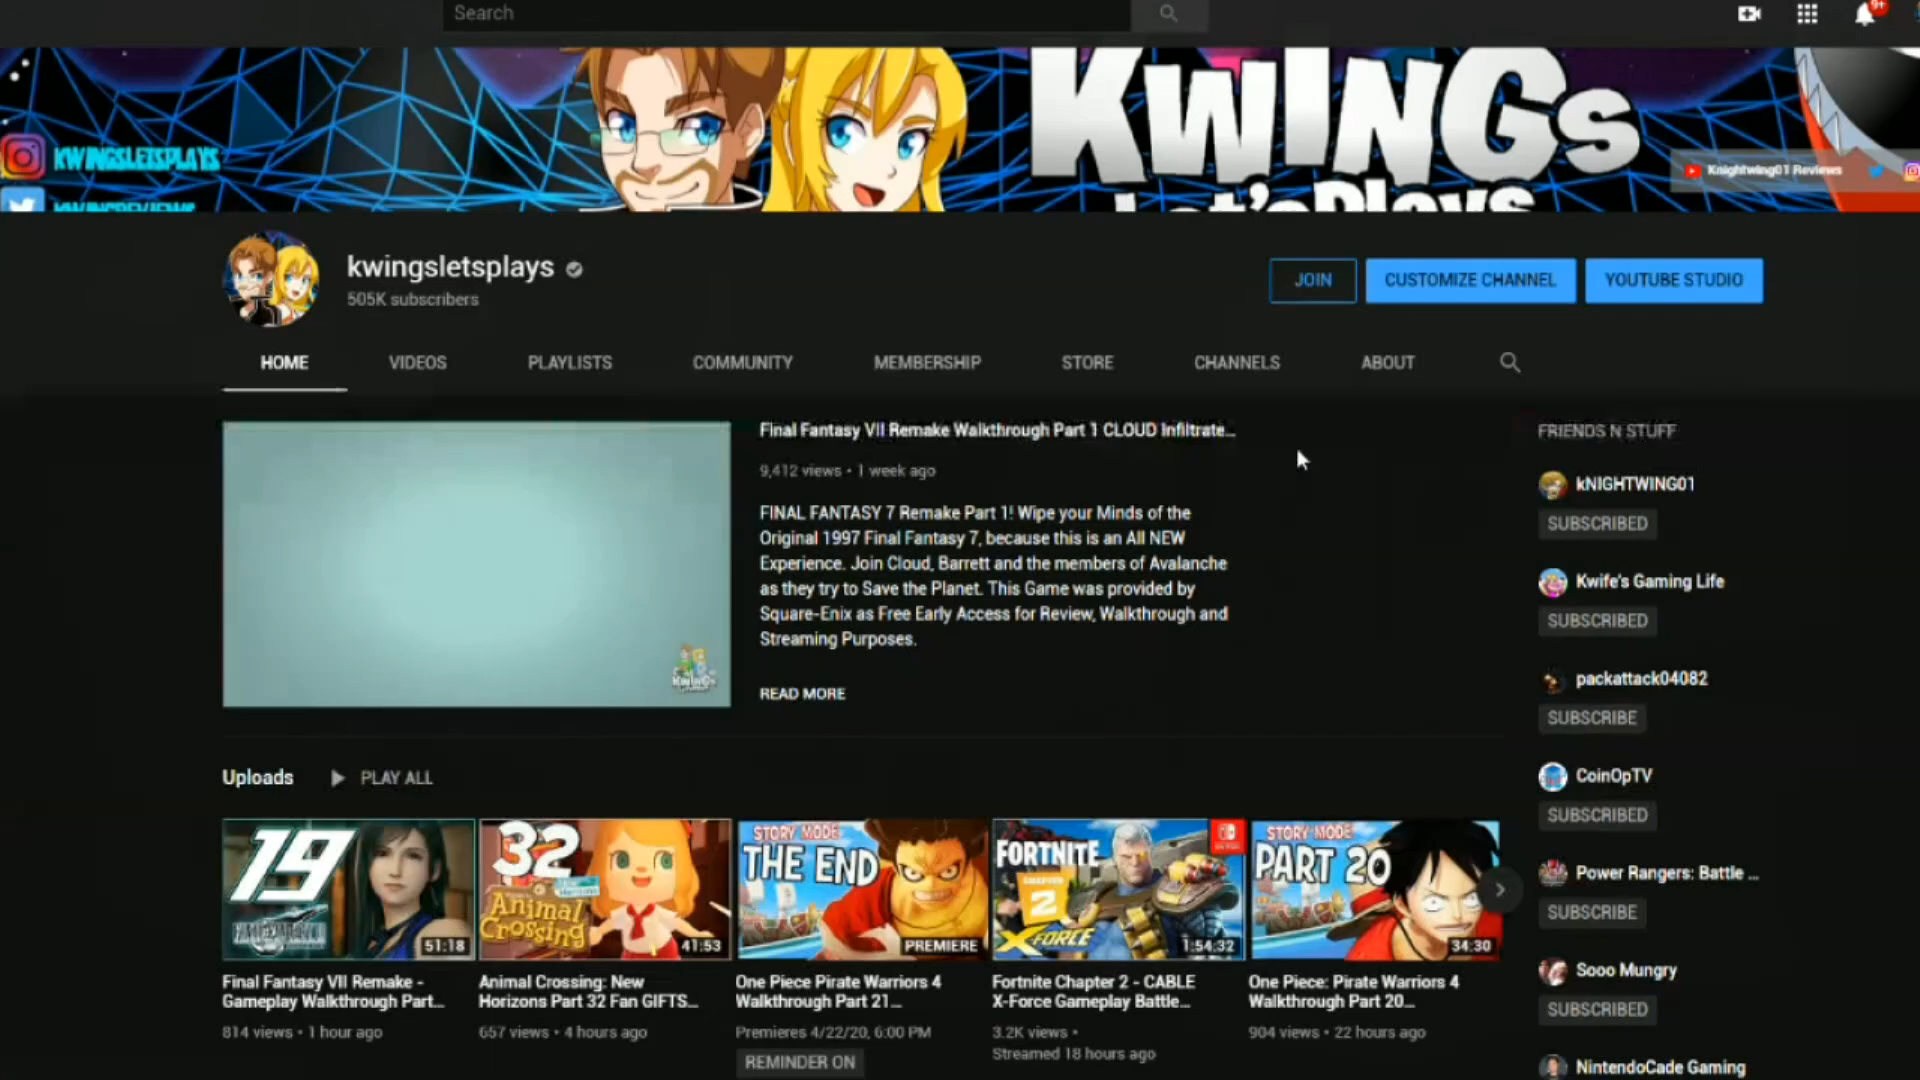 Search
9+
KWINGs
Let'sPlays
KWINGSLETSPLAYS
KWINGREVIEWS
Knightwing01 Reviews
kwingsletsplays
505K subscribers
JOIN
CUSTOMIZE CHANNEL
YOUTUBE STUDIO
HOME
VIDEOS
PLAYLISTS
COMMUNITY
MEMBERSHIP
STORE
CHANNELS
ABOUT
Final Fantasy VII Remake Walkthrough Part 1 CLOUD Infiltrate...
9,412 views • 1 week ago
FINAL FANTASY 7 Remake Part 1! Wipe your Minds of the
Original 1997 Final Fantasy 7, because this is an All NEW
Experience. Join Cloud, Barrett and the members of Avalanche
as they try to Save the Planet. This Game was provided by
Square-Enix as Free Early Access for Review, Walkthrough and
Streaming Purposes.
READ MORE
KWINGs
FRIENDS N STUFF
kNIGHTWING01
SUBSCRIBED
Kwife's Gaming Life
SUBSCRIBED
packattack04082
SUBSCRIBE
CoinOpTV
SUBSCRIBED
Power Rangers: Battle ...
SUBSCRIBE
Sooo Mungry
SUBSCRIBED
NintendoCade Gaming
Uploads
PLAY ALL
19
51:18
Final Fantasy VII Remake -
Gameplay Walkthrough Part...
814 views • 1 hour ago
32
Animal
Crossing
41:53
Animal Crossing: New
Horizons Part 32 Fan GIFTS...
657 views • 4 hours ago
STORY MODE
THE END
PREMIERE
One Piece Pirate Warriors 4
Walkthrough Part 21...
Premieres 4/22/20, 6:00 PM
REMINDER ON
FORTNITE
CHAPTER
2
X-FORCE
1:54:32
Fortnite Chapter 2 - CABLE
X-Force Gameplay Battle...
3.2K views •
Streamed 18 hours ago
STORY MODE
PART 20
34:30
One Piece: Pirate Warriors 4
Walkthrough Part 20...
904 views • 22 hours ago